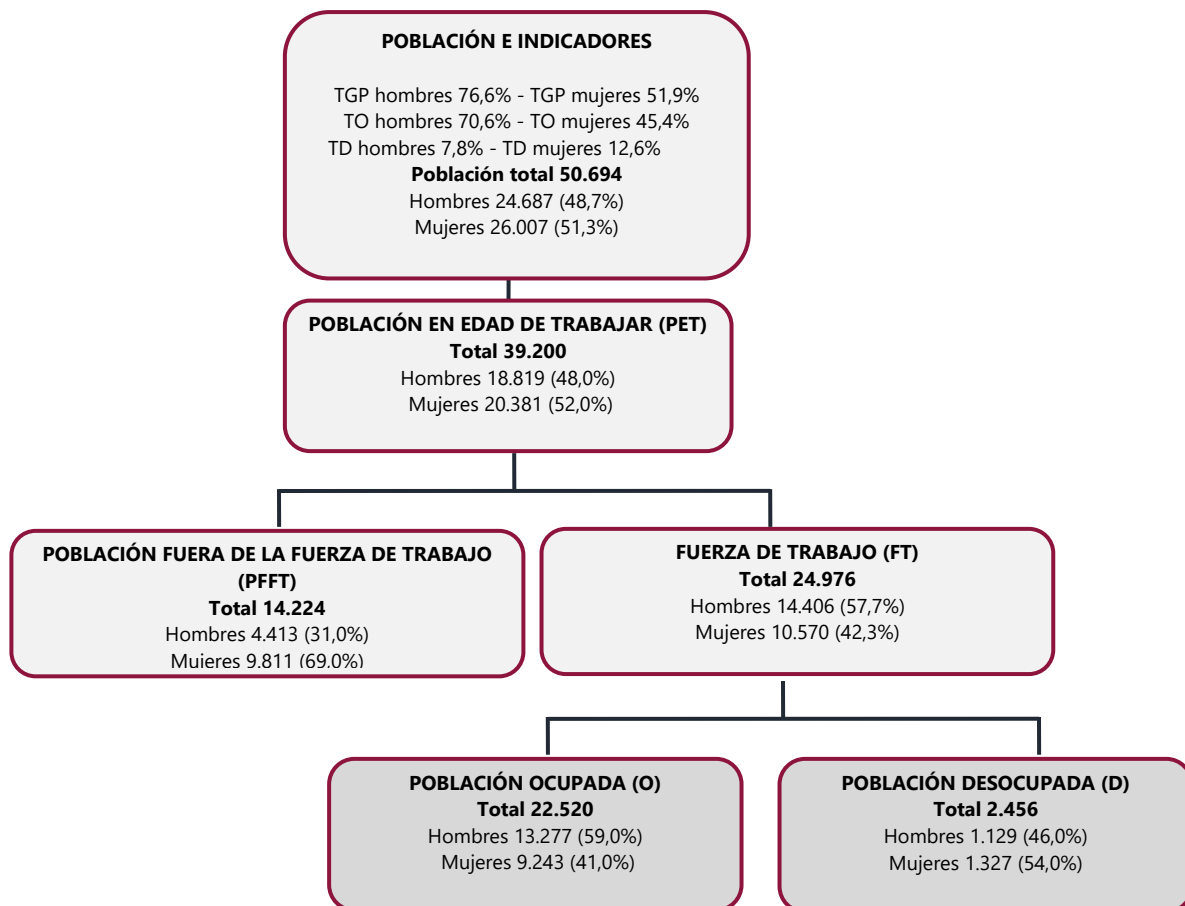 POBLACIÓN E INDICADORES
TGP hombres 76,6% - TGP mujeres 51,9%
TO hombres 70,6% - TO mujeres 45,4%
TD hombres 7,8% - TD mujeres 12,6%
Población total 50.694
Hombres 24.687 (48,7%)
Mujeres 26.007 (51,3%)
POBLACIÓN EN EDAD DE TRABAJAR (PET)
Total 39.200
Hombres 18.819 (48,0%)
Mujeres 20.381 (52,0%)
POBLACIÓN FUERA DE LA FUERZA DE TRABAJO
(PFFT)
Total 14.224
Hombres 4.413 (31,0%)
Mujeres 9.811 (69,0%)
FUERZA DE TRABAJO (FT)
Total 24.976
Hombres 14.406 (57,7%)
Mujeres 10.570 (42,3%)
POBLACIÓN OCUPADA (O)
Total 22.520
Hombres 13.277 (59,0%)
Mujeres 9.243 (41,0%)
POBLACIÓN DESOCUPADA (D)
Total 2.456
Hombres 1.129 (46,0%)
Mujeres 1.327 (54,0%)